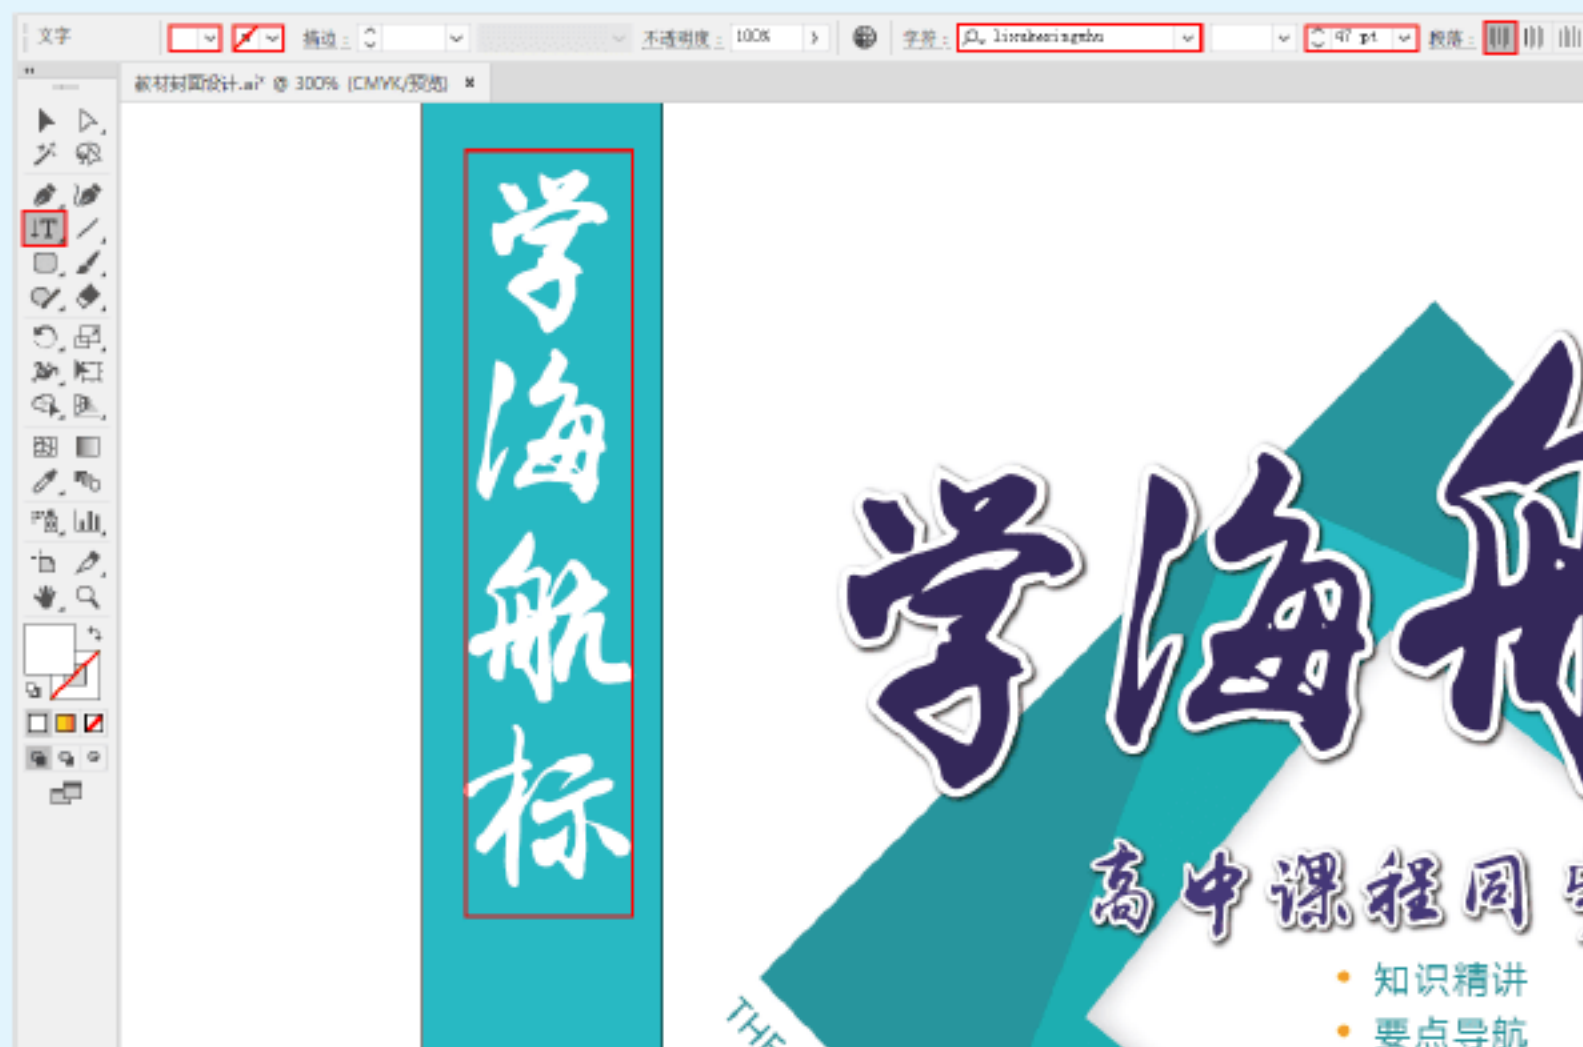 文字
描边：
不透明度：
100%
字符：
47 pt
段落：
教材封面设计.ai* @ 300% (CMYK/预览)
学
海
航
标
学海航
高中课程同
• 知识精讲
• 要点导航
THE